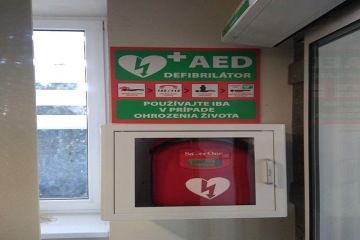 AED
DEFIBRILÁTOR
POUŽÍVAJTE IBA
V PRÍPADE
OHROZENIA ŽIVOTA